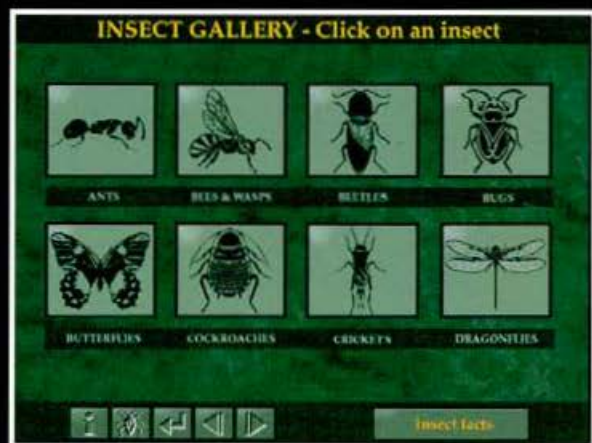 INSECT GALLERY - Click on an insect
ANTS BEES & WASPS BEETLES BUGS
BUTTERFLIES COCKROACHES CRICKETS DRAGONFLIES
i Insect facts